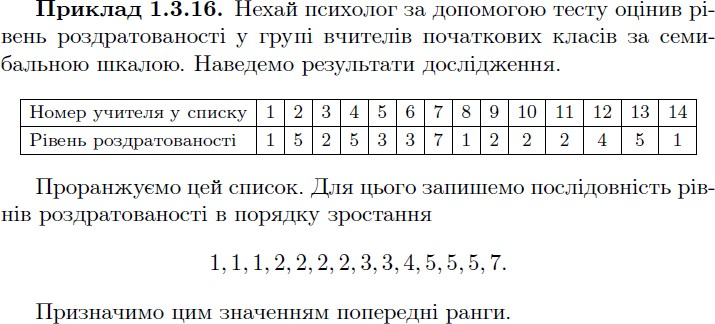 Приклад 1.3.16. Нехай психолог за допомогою тесту оцінив рі-
вень роздратованості у групі вчителів початкових класів за семи-
бальною шкалою. Наведемо результати дослідження.
Номер учителя у списку 1 2 3 4 5 6 7 8 9 10 11 12 13 14
Рівень роздратованості 1 5 2 5 3 3 7 1 2 2 2 4 5 1
Проранжуємо цей список. Для цього запишемо послідовність рів-
нів роздратованості в порядку зростання
1, 1, 1, 2, 2, 2, 2, 3, 3, 4, 5, 5, 5, 7.
Призначимо цим значенням попередні ранги.